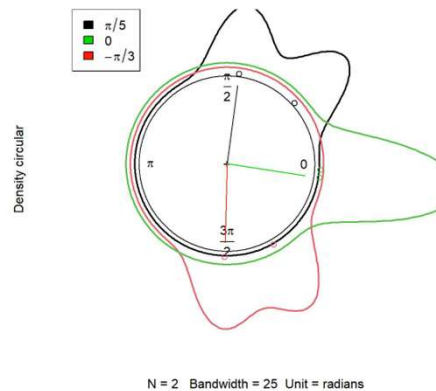 π/5
0
−π/3
π
2
π
0
3π
2
Density circular
N = 2 Bandwidth = 25 Unit = radians